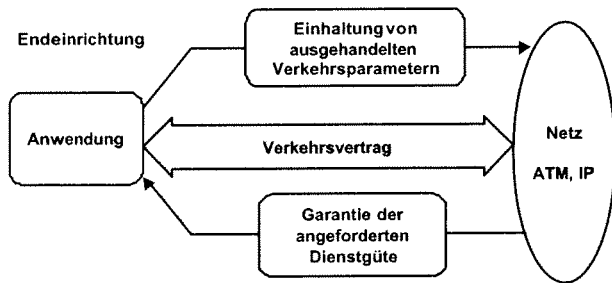 Endeinrichtung
Einhaltung von
ausgehandelten
Verkehrsparametern
Anwendung
Verkehrsvertrag
Netz
ATM, IP
Garantie der
angeforderten
Dienstgüte